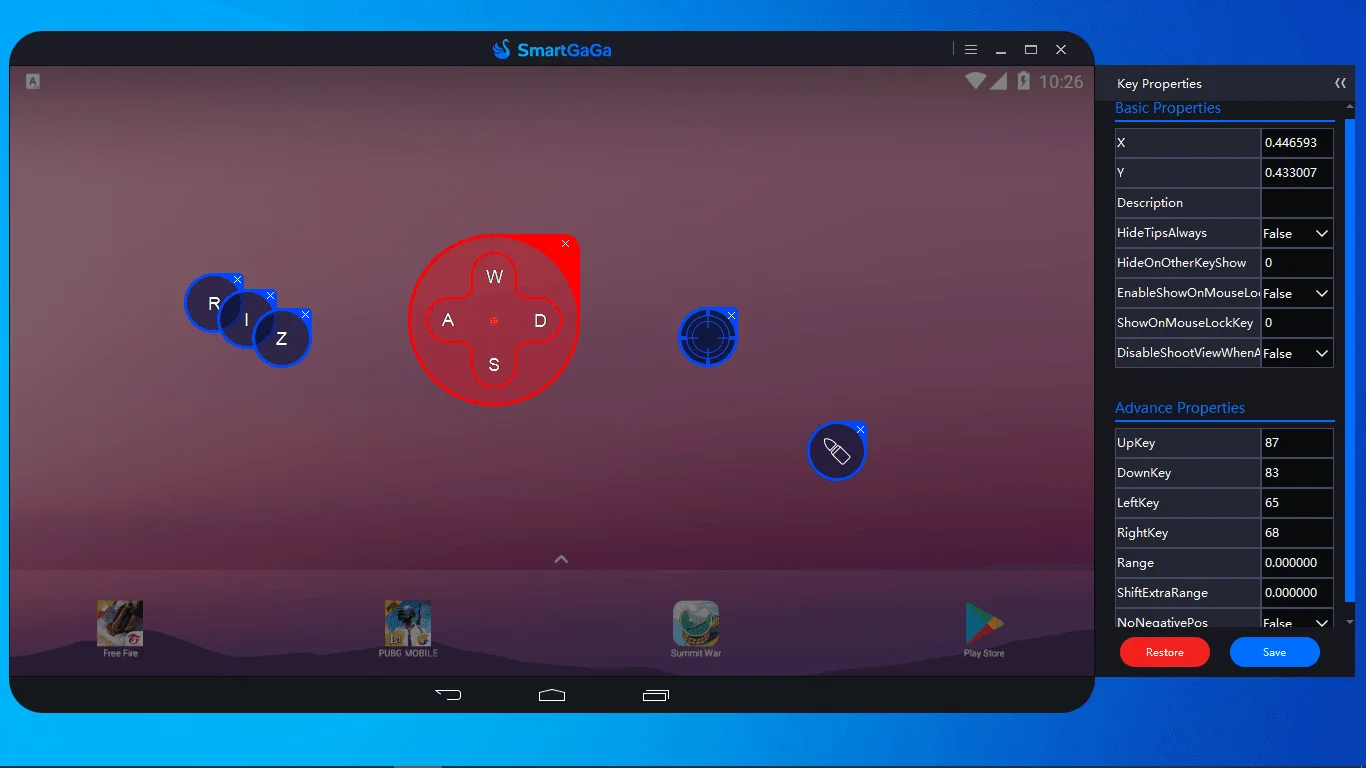 SmartGaGa
A
10:26
R
I
Z
W
A
D
S
Free Fire
PUBG MOBILE
Summit War
Play Store
Key Properties
Basic Properties
X 0.446593
Y 0.433007
Description
HideTipsAlways False
HideOnOtherKeyShow 0
EnableShowOnMouseLo False
ShowOnMouseLockKey 0
DisableShootViewWhenA False
Advance Properties
UpKey 87
DownKey 83
LeftKey 65
RightKey 68
Range 0.000000
ShiftExtraRange 0.000000
NoNegativePos False
Restore Save